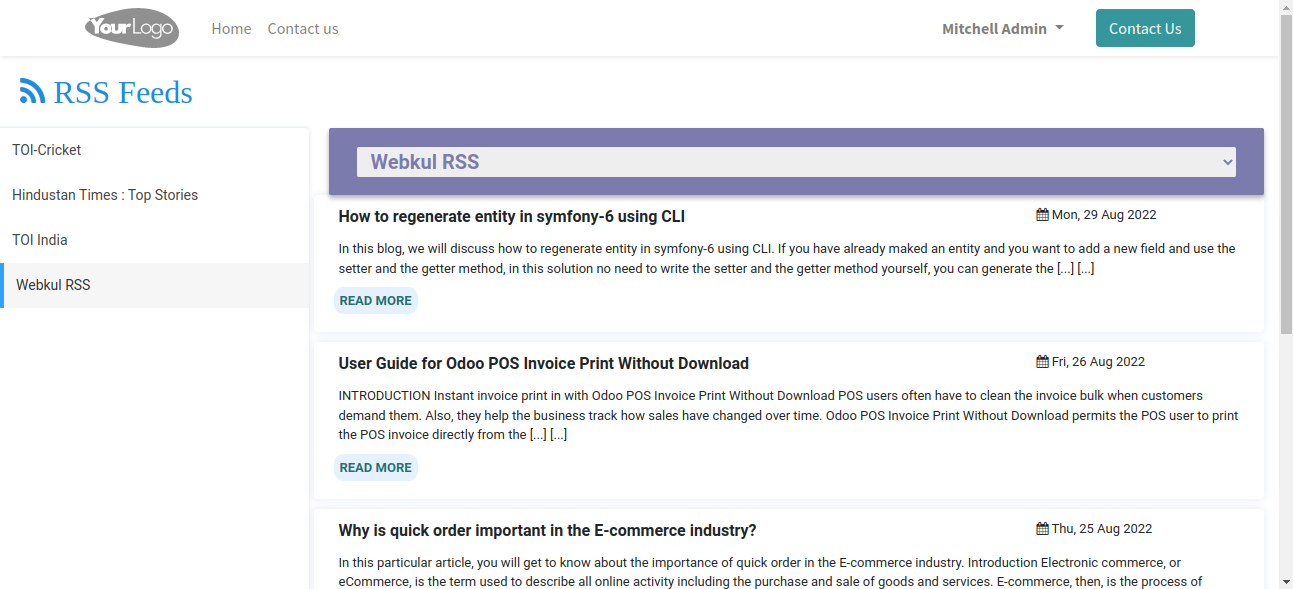 YourLogo
Home
Contact us
Mitchell Admin
Contact Us
RSS Feeds
TOI-Cricket
Hindustan Times : Top Stories
TOI India
Webkul RSS
Webkul RSS
How to regenerate entity in symfony-6 using CLI
Mon, 29 Aug 2022
In this blog, we will discuss how to regenerate entity in symfony-6 using CLI. If you have already maked an entity and you want to add a new field and use the
setter and the getter method, in this solution no need to write the setter and the getter method yourself, you can generate the [...] [...]
READ MORE
User Guide for Odoo POS Invoice Print Without Download
Fri, 26 Aug 2022
INTRODUCTION Instant invoice print in with Odoo POS Invoice Print Without Download POS users often have to clean the invoice bulk when customers
demand them. Also, they help the business track how sales have changed over time. Odoo POS Invoice Print Without Download permits the POS user to print
the POS invoice directly from the [...] [...]
READ MORE
Why is quick order important in the E-commerce industry?
Thu, 25 Aug 2022
In this particular article, you will get to know about the importance of quick order in the E-commerce industry. Introduction Electronic commerce, or
eCommerce, is the term used to describe all online activity including the purchase and sale of goods and services. E-commerce, then, is the process of